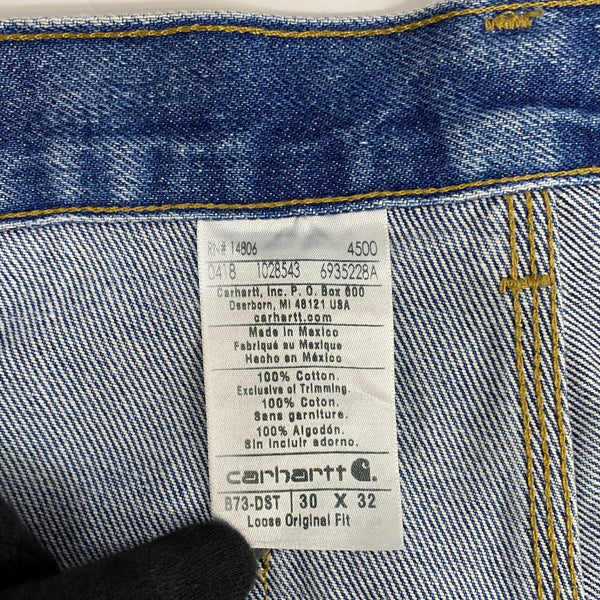 RN# 14806 4500
0418 1028543 6935228A
Carhartt, Inc. P. O. Box 600
Dearborn, MI 48121 USA
carhartt.com
Made in Mexico
Fabriqué au Mexique
Hecho en México
100% Cotton.
Exclusive of Trimming.
100% Coton.
Sans garniture.
100% Algodón.
Sin incluir adorno.
carhartt
B73-DST 30 X 32
Loose Original Fit